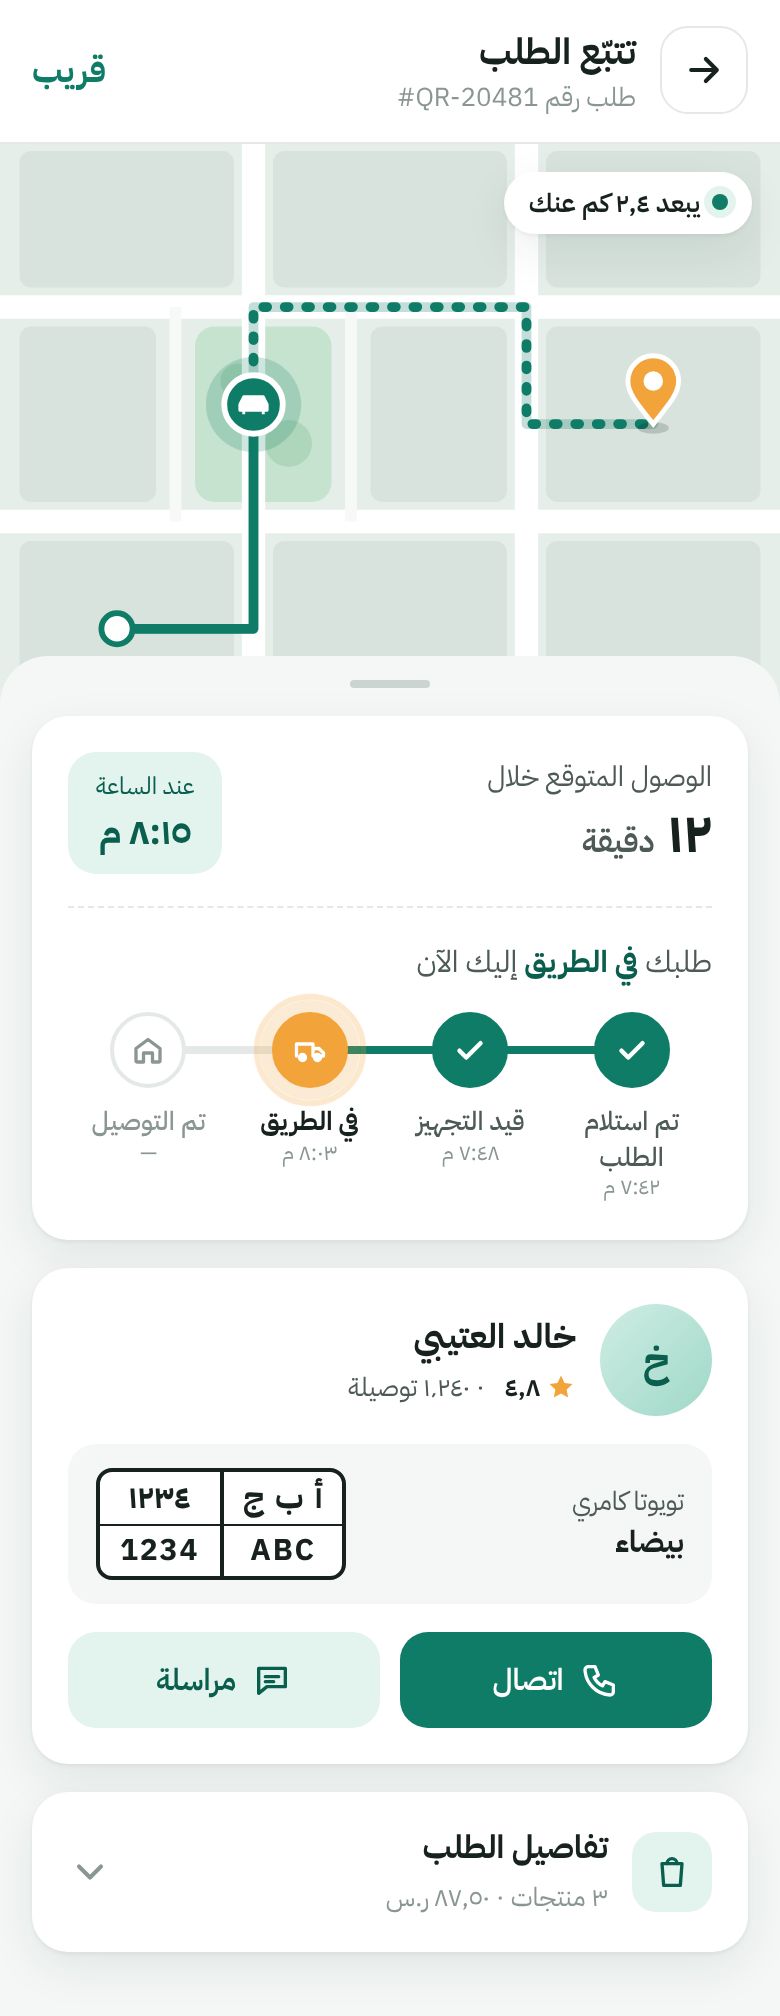 تتبّع الطلب
طلب رقم QR-20481#
قريب
يبعد ٢,٤ كم عنك
الوصول المتوقع خلال
١٢ دقيقة
عند الساعة
٨:١٥ م
طلبك في الطريق إليك الآن
تم استلام
الطلب
٧:٤٢ م
قيد التجهيز
٧:٤٨ م
في الطريق
٨:٠٣ م
تم التوصيل
—
خ
خالد العتيبي
٤,٨ · ١٬٢٤٠ توصيلة
تويوتا كامري
بيضاء
أ ب ج
١٢٣٤
ABC
1234
اتصال
مراسلة
تفاصيل الطلب
٣ منتجات · ٨٧,٥٠ ر.س